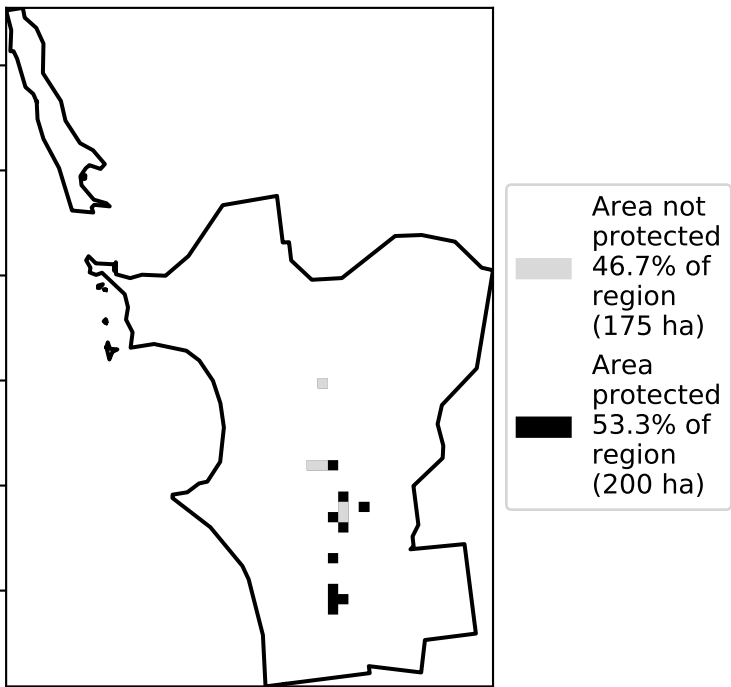 Area not
protected
46.7% of
region
(175 ha)
Area
protected
53.3% of
region
(200 ha)